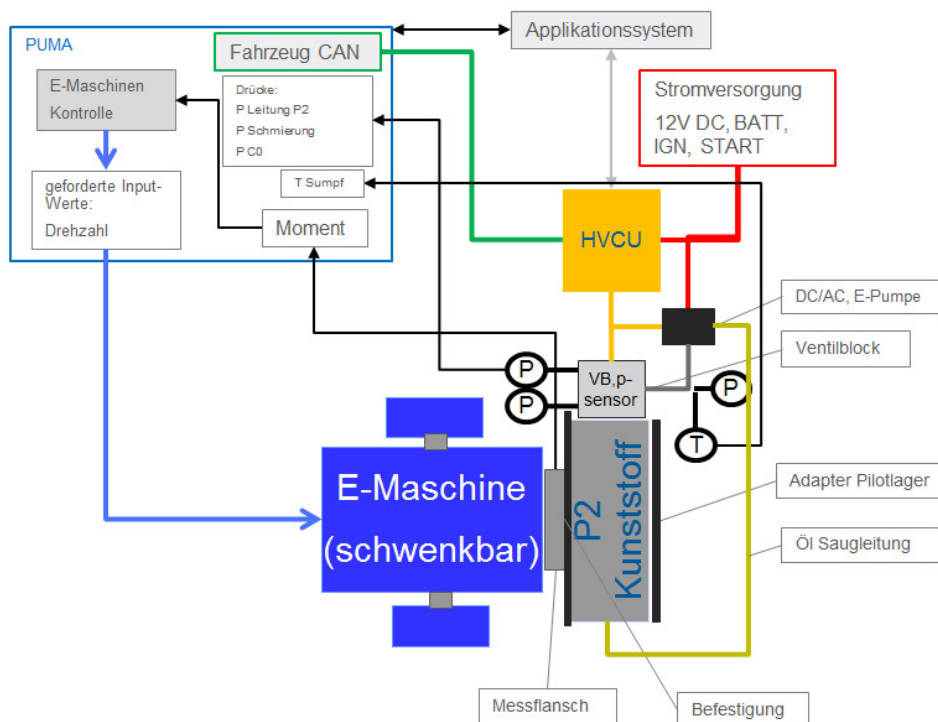 PUMA
Fahrzeug CAN
Applikationssystem
E-Maschinen
Kontrolle
Drücke:
P Leitung P2
P Schmierung
P C0
Stromversorgung
12V DC, BATT,
IGN, START
geforderte Input-
Werte:
Drehzahl
T Sumpf
Moment
HVCU
DC/AC, E-Pumpe
Ventilblock
P
P
VB,p-
sensor
P
T
E-Maschine
(schwenkbar)
P2
Kunststoff
Adapter Pilotlager
Öl Saugleitung
Messflansch
Befestigung